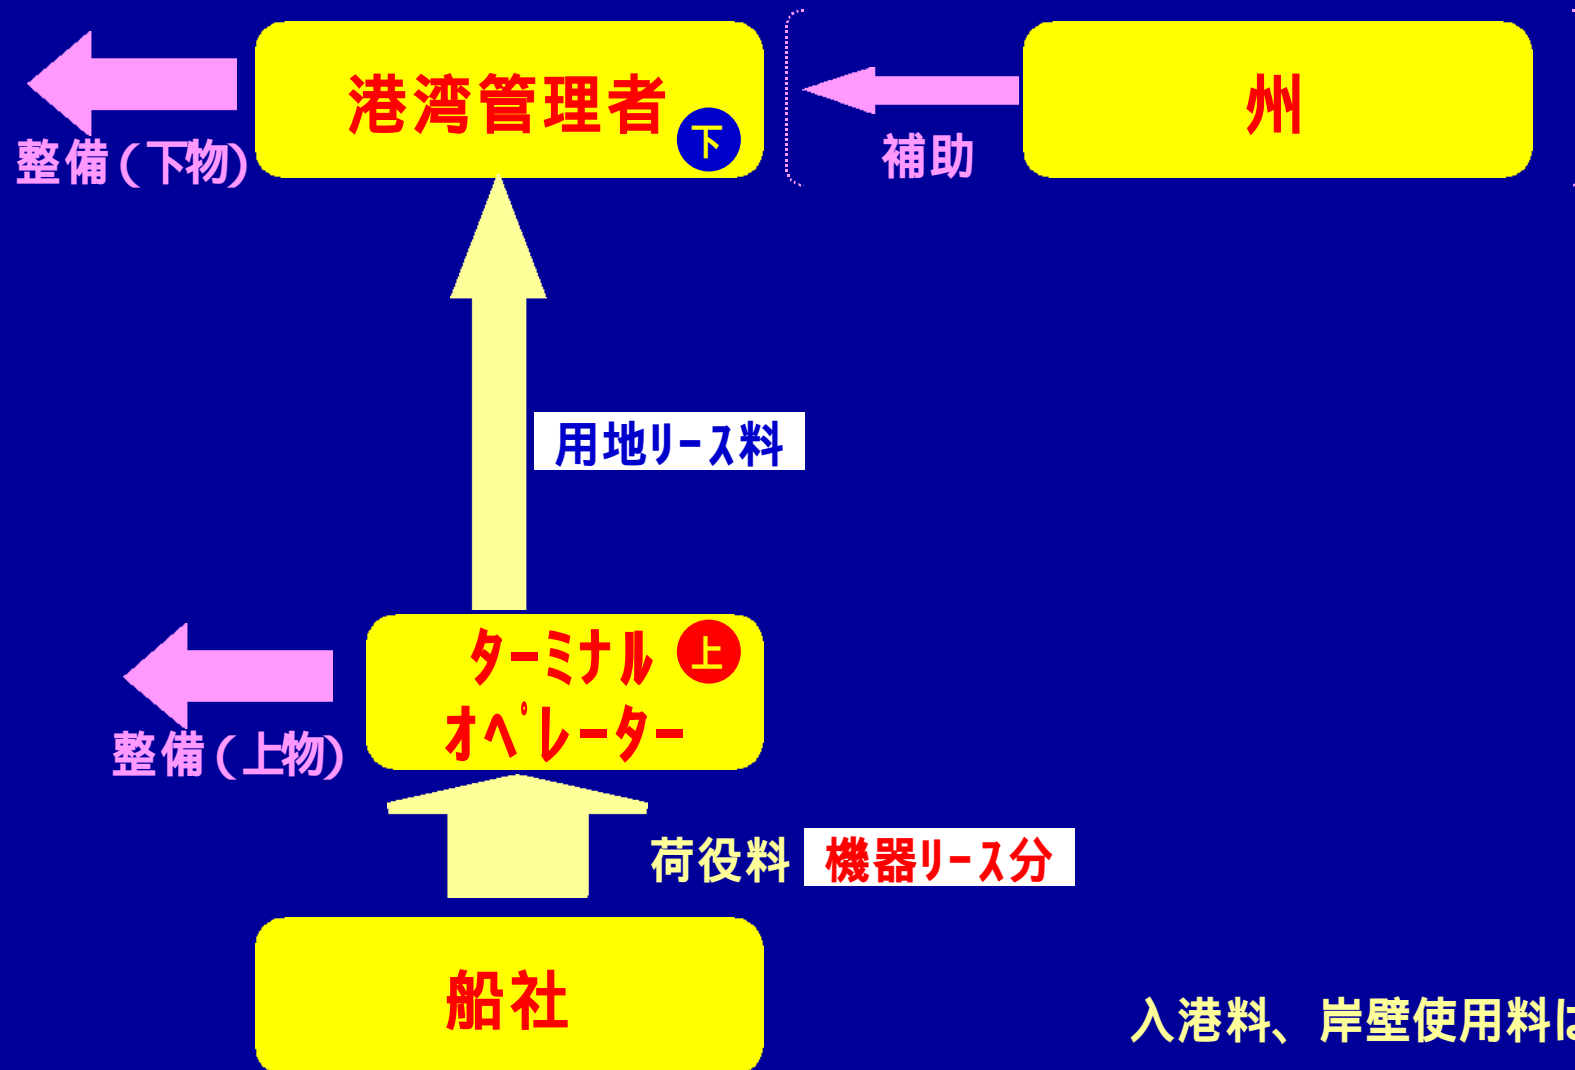 港湾管理者
下
州
補助
整備(下物)
用地ﾘｰｽ料
ﾀｰﾐﾅﾙ
上
ｵﾍﾟﾚｰﾀｰ
整備(上物)
荷役料 機器ﾘｰｽ分
船社
入港料、岸壁使用料は